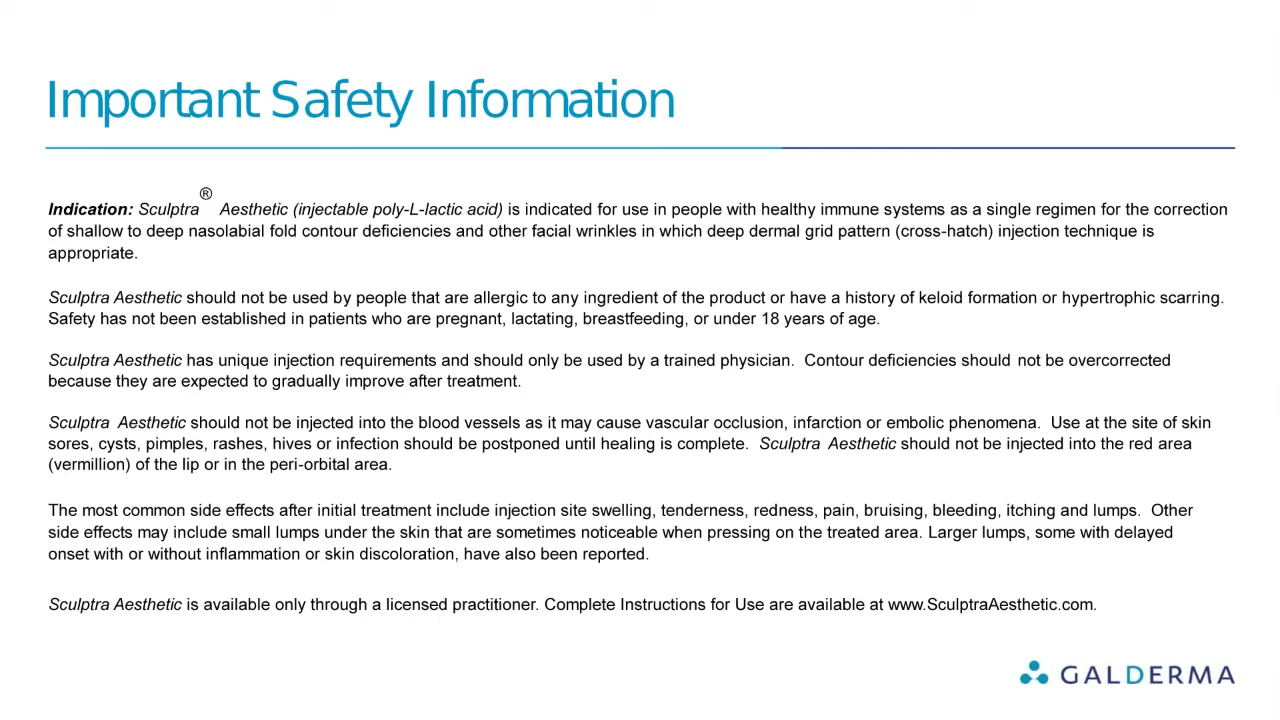 Important Safety Information
Indication: Sculptra® Aesthetic (injectable poly-L-lactic acid) is indicated for use in people with healthy immune systems as a single regimen for the correction
of shallow to deep nasolabial fold contour deficiencies and other facial wrinkles in which deep dermal grid pattern (cross-hatch) injection technique is
appropriate.
Sculptra Aesthetic should not be used by people that are allergic to any ingredient of the product or have a history of keloid formation or hypertrophic scarring.
Safety has not been established in patients who are pregnant, lactating, breastfeeding, or under 18 years of age.
Sculptra Aesthetic has unique injection requirements and should only be used by a trained physician.  Contour deficiencies should not be overcorrected
because they are expected to gradually improve after treatment.
Sculptra  Aesthetic should not be injected into the blood vessels as it may cause vascular occlusion, infarction or embolic phenomena.  Use at the site of skin
sores, cysts, pimples, rashes, hives or infection should be postponed until healing is complete.  Sculptra  Aesthetic should not be injected into the red area
(vermillion) of the lip or in the peri-orbital area.
The most common side effects after initial treatment include injection site swelling, tenderness, redness, pain, bruising, bleeding, itching and lumps.  Other
side effects may include small lumps under the skin that are sometimes noticeable when pressing on the treated area. Larger lumps, some with delayed
onset with or without inflammation or skin discoloration, have also been reported.
Sculptra Aesthetic is available only through a licensed practitioner. Complete Instructions for Use are available at www.SculptraAesthetic.com.
GALDERMA